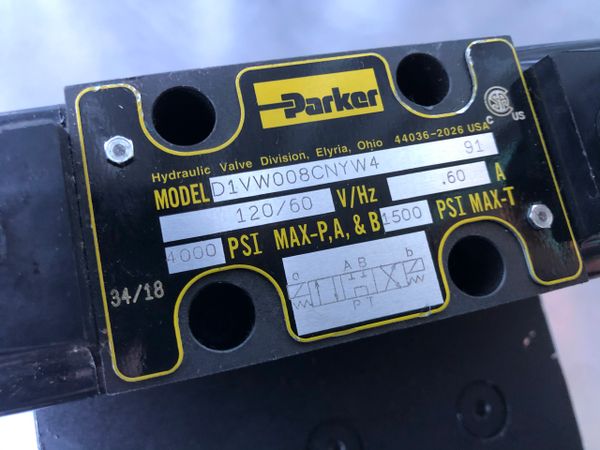 Parker
Hydraulic Valve Division, Elyria, Ohio 44036-2026 USA
C US
MODEL D1VW008CNYW4 91
120/60 V/Hz .60 A
4000 PSI MAX-P,A, & B 1500 PSI MAX-T
34/18
a A B b
P T